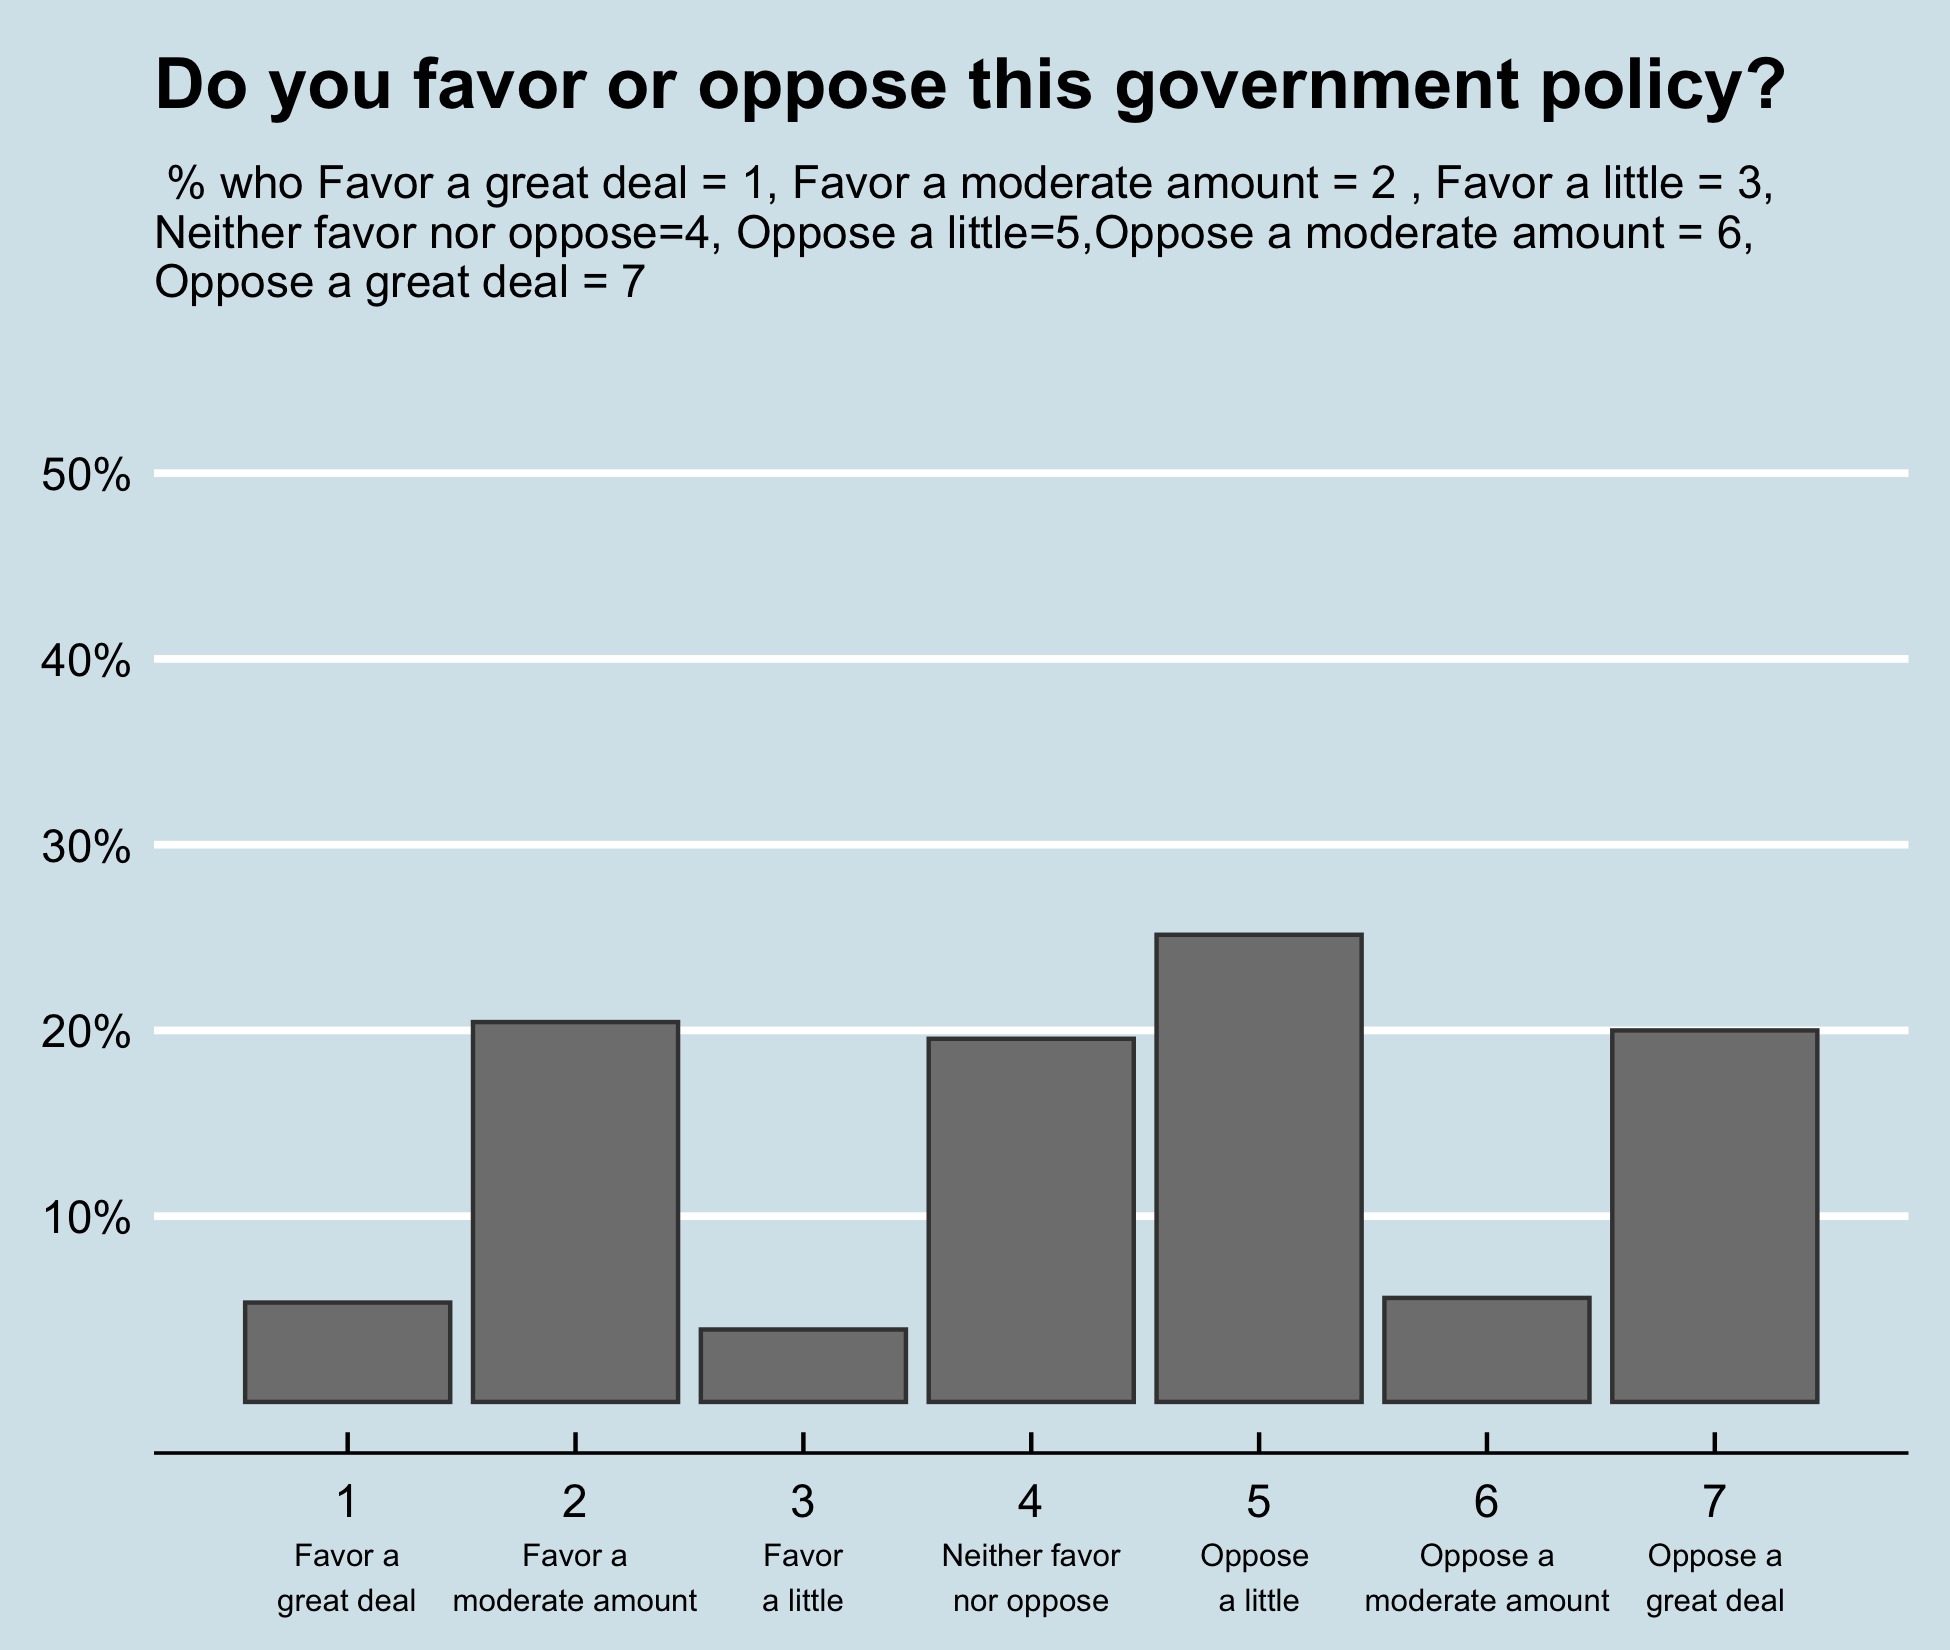 Do you favor or oppose this government policy?
% who Favor a great deal = 1, Favor a moderate amount = 2 , Favor a little = 3,
Neither favor nor oppose=4, Oppose a little=5,Oppose a moderate amount = 6,
Oppose a great deal = 7
50%
40%
30%
20%
10%
1 2 3 4 5 6 7
Favor a Favor a Favor Neither favor Oppose Oppose a Oppose a
great deal moderate amount a little nor oppose a little moderate amount great deal